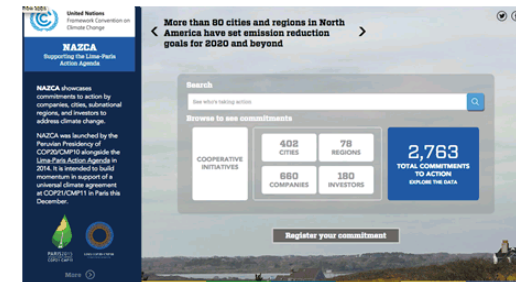 United Nations
Framework Convention on
Climate Change
NAZCA
Supporting the Lima-Paris
Action Agenda
NAZCA showcases
commitments to action by
companies, cities, subnational
regions, and investors to
address climate change.
NAZCA was launched by the
Peruvian Presidency of
COP20/CMP10 alongside the
Lima-Paris Action Agenda in
2014. It is intended to build
momentum in support of a
universal climate agreement
at COP21/CMP11 in Paris this
December.
More
More than 80 cities and regions in North
America have set emission reduction
goals for 2020 and beyond
Search
See who's taking action
Browse to see commitments
COOPERATIVE
INITIATIVES
402
CITIES
78
REGIONS
660
COMPANIES
180
INVESTORS
2,763
TOTAL COMMITMENTS
TO ACTION
EXPLORE THE DATA
Register your commitment